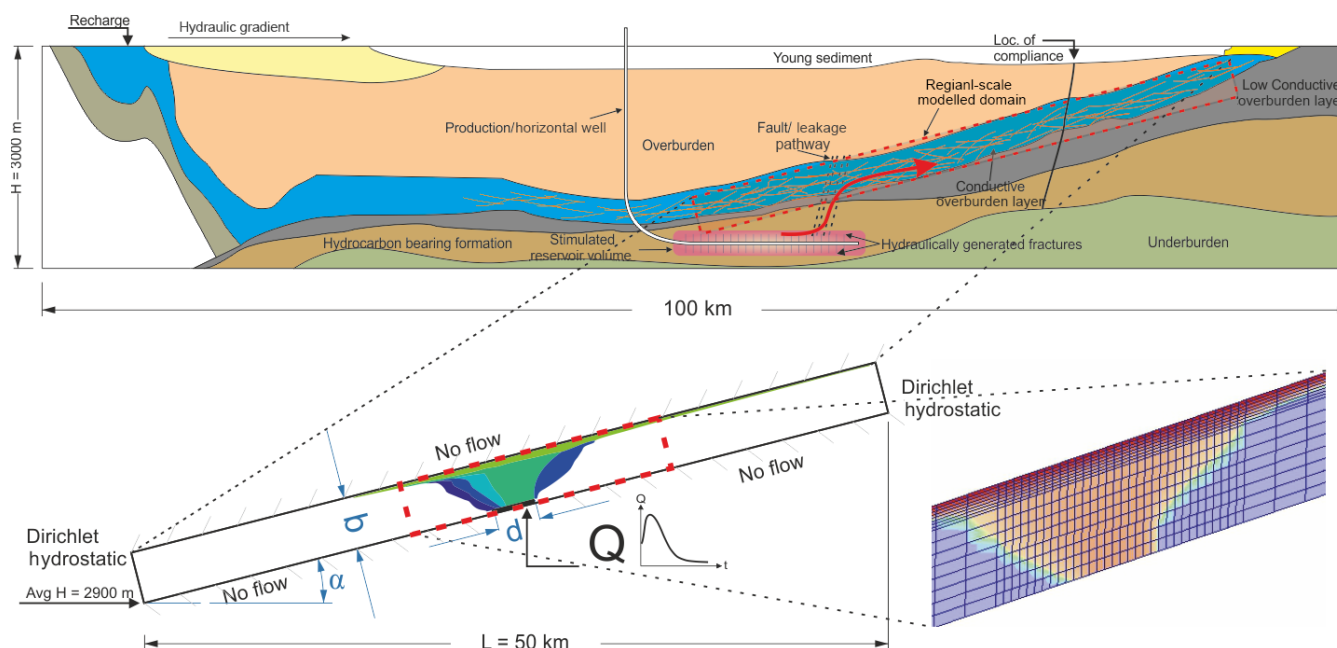 Recharge
Hydraulic gradient
Loc. of
compliance
Young sediment
Regianl-scale
modelled domain
Low Conductive
overburden layer
H = 3000 m
Production/horizontal well
Overburden
Fault/ leakage
pathway
Conductive
overburden layer
Hydrocarbon bearing formation
Stimulated
reservoir volume
Hydraulically generated fractures
Underburden
100 km
Dirichlet
hydrostatic
No flow
No flow
b
d
Q
Q
t
Dirichlet
hydrostatic
Avg H = 2900 m
No flow
α
L = 50 km